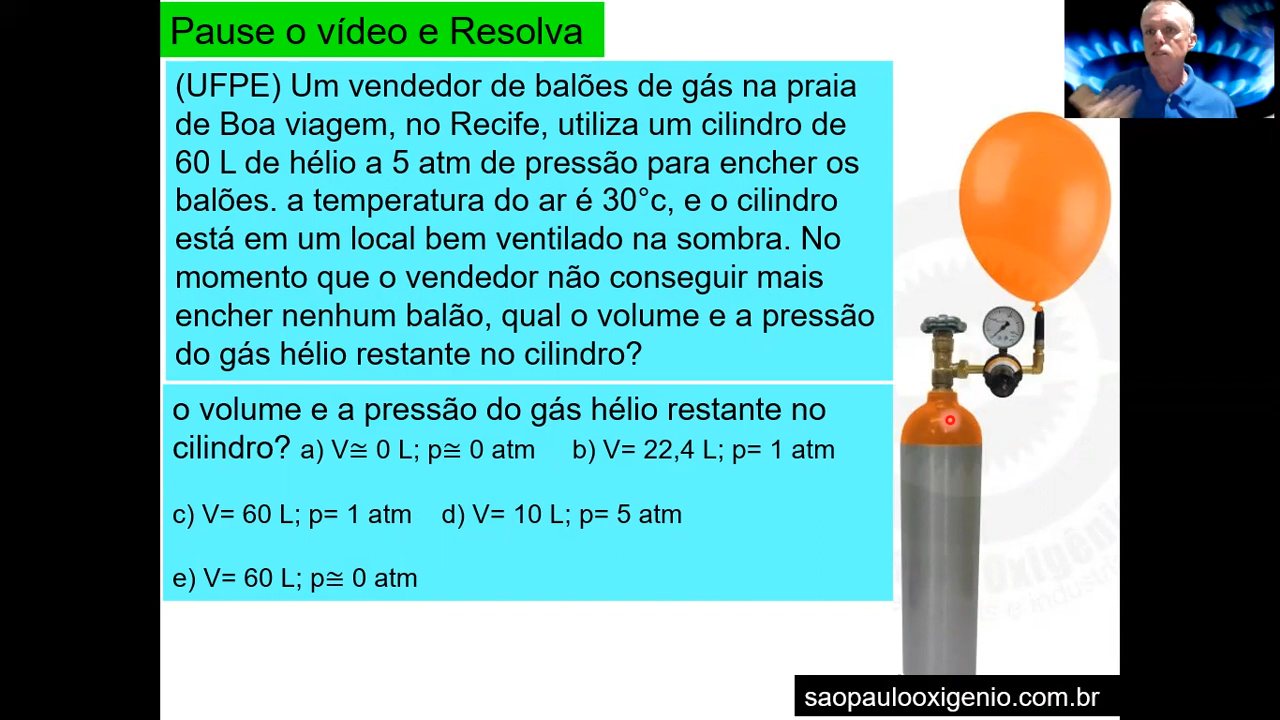 Pause o vídeo e Resolva
(UFPE) Um vendedor de balões de gás na praia
de Boa viagem, no Recife, utiliza um cilindro de
60 L de hélio a 5 atm de pressão para encher os
balões. a temperatura do ar é 30°c, e o cilindro
está em um local bem ventilado na sombra. No
momento que o vendedor não conseguir mais
encher nenhum balão, qual o volume e a pressão
do gás hélio restante no cilindro?
o volume e a pressão do gás hélio restante no
cilindro? a) V≅ 0 L; p≅ 0 atm b) V= 22,4 L; p= 1 atm
c) V= 60 L; p= 1 atm d) V= 10 L; p= 5 atm
e) V= 60 L; p≅ 0 atm
saopaulooxigenio.com.br